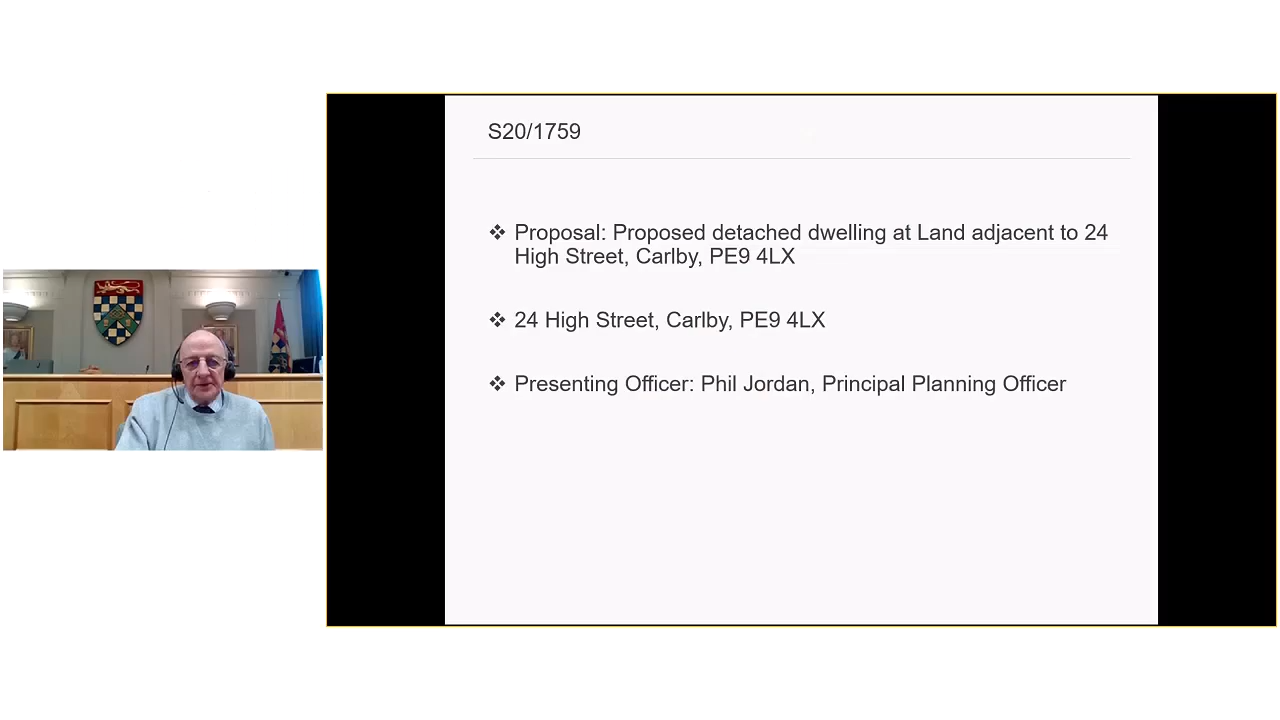 S20/1759
❖ Proposal: Proposed detached dwelling at Land adjacent to 24
High Street, Carlby, PE9 4LX
❖ 24 High Street, Carlby, PE9 4LX
❖ Presenting Officer: Phil Jordan, Principal Planning Officer